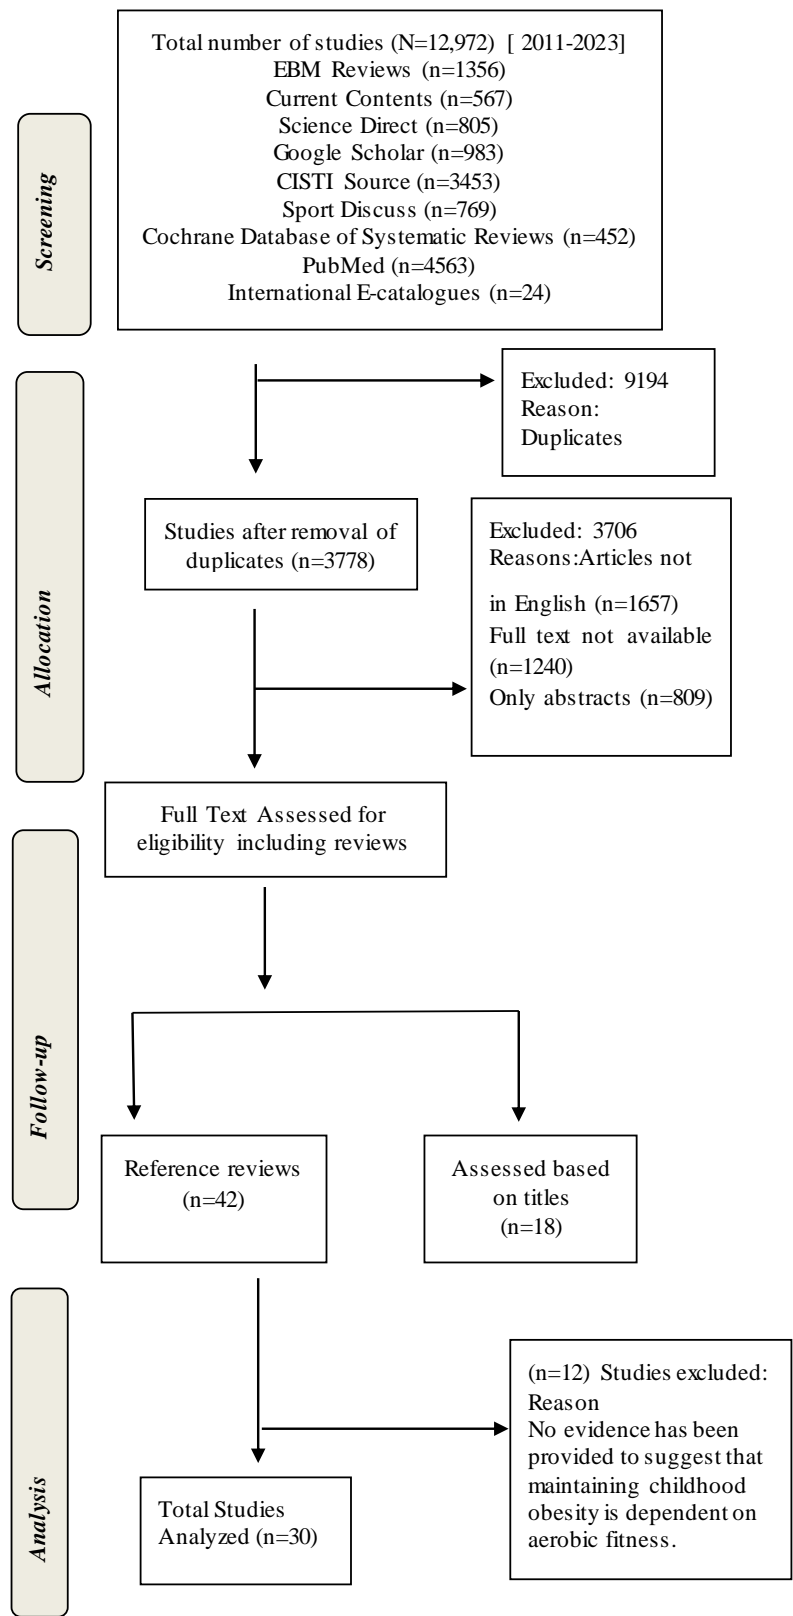 Total number of studies (N=12,972) [ 2011-2023]
EBM Reviews (n=1356)
Current Contents (n=567)
Science Direct (n=805)
Google Scholar (n=983)
CISTI Source (n=3453)
Sport Discuss (n=769)
Cochrane Database of Systematic Reviews (n=452)
PubMed (n=4563)
International E-catalogues (n=24)
Screening
Excluded: 9194
Reason:
Duplicates
Allocation
Studies after removal of
duplicates (n=3778)
Excluded: 3706
Reasons:Articles not
in English (n=1657)
Full text not available
(n=1240)
Only abstracts (n=809)
Full Text Assessed for
eligibility including reviews
Follow-up
Reference reviews
(n=42)
Assessed based
on titles
(n=18)
Analysis
(n=12) Studies excluded:
Reason
No evidence has been
provided to suggest that
maintaining childhood
obesity is dependent on
aerobic fitness.
Total Studies
Analyzed (n=30)